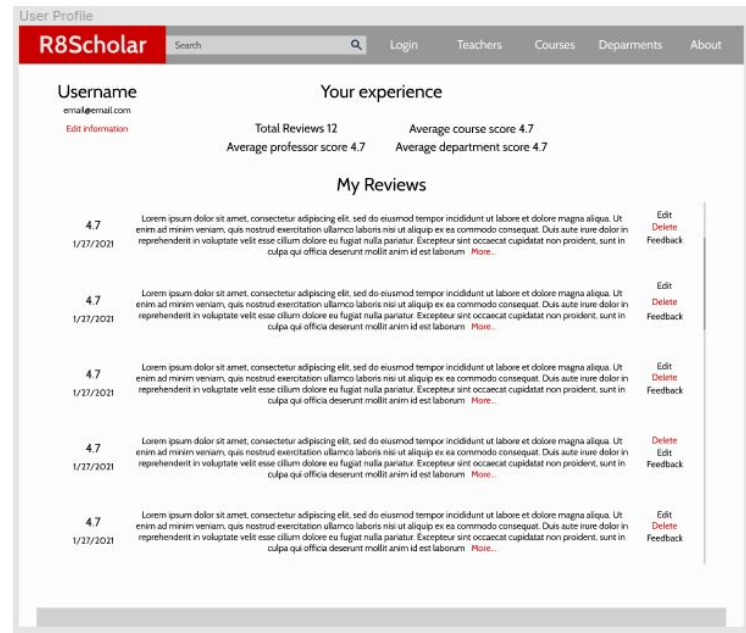 User Profile
R8Scholar Search Login Teachers Courses Deparments About
Username
email@email.com
Edit information
Your experience
Total Reviews 12 Average course score 4.7
Average professor score 4.7 Average department score 4.7
My Reviews
4.7
1/27/2021
Lorem ipsum dolor sit amet, consectetur adipiscing elit, sed do eiusmod tempor incididunt ut labore et dolore magna aliqua. Ut
enim ad minim veniam, quis nostrud exercitation ullamco laboris nisi ut aliquip ex ea commodo consequat. Duis aute irure dolor in
reprehenderit in voluptate velit esse cillum dolore eu fugiat nulla pariatur. Excepteur sint occaecat cupidatat non proident, sunt in
culpa qui officia deserunt mollit anim id est laborum More...
Edit
Delete
Feedback
4.7
1/27/2021
Lorem ipsum dolor sit amet, consectetur adipiscing elit, sed do eiusmod tempor incididunt ut labore et dolore magna aliqua. Ut
enim ad minim veniam, quis nostrud exercitation ullamco laboris nisi ut aliquip ex ea commodo consequat. Duis aute irure dolor in
reprehenderit in voluptate velit esse cillum dolore eu fugiat nulla pariatur. Excepteur sint occaecat cupidatat non proident, sunt in
culpa qui officia deserunt mollit anim id est laborum More...
Edit
Delete
Feedback
4.7
1/27/2021
Lorem ipsum dolor sit amet, consectetur adipiscing elit, sed do eiusmod tempor incididunt ut labore et dolore magna aliqua. Ut
enim ad minim veniam, quis nostrud exercitation ullamco laboris nisi ut aliquip ex ea commodo consequat. Duis aute irure dolor in
reprehenderit in voluptate velit esse cillum dolore eu fugiat nulla pariatur. Excepteur sint occaecat cupidatat non proident, sunt in
culpa qui officia deserunt mollit anim id est laborum More...
Edit
Delete
Feedback
4.7
1/27/2021
Lorem ipsum dolor sit amet, consectetur adipiscing elit, sed do eiusmod tempor incididunt ut labore et dolore magna aliqua. Ut
enim ad minim veniam, quis nostrud exercitation ullamco laboris nisi ut aliquip ex ea commodo consequat. Duis aute irure dolor in
reprehenderit in voluptate velit esse cillum dolore eu fugiat nulla pariatur. Excepteur sint occaecat cupidatat non proident, sunt in
culpa qui officia deserunt mollit anim id est laborum More...
Delete
Edit
Feedback
4.7
1/27/2021
Lorem ipsum dolor sit amet, consectetur adipiscing elit, sed do eiusmod tempor incididunt ut labore et dolore magna aliqua. Ut
enim ad minim veniam, quis nostrud exercitation ullamco laboris nisi ut aliquip ex ea commodo consequat. Duis aute irure dolor in
reprehenderit in voluptate velit esse cillum dolore eu fugiat nulla pariatur. Excepteur sint occaecat cupidatat non proident, sunt in
culpa qui officia deserunt mollit anim id est laborum More...
Edit
Delete
Feedback